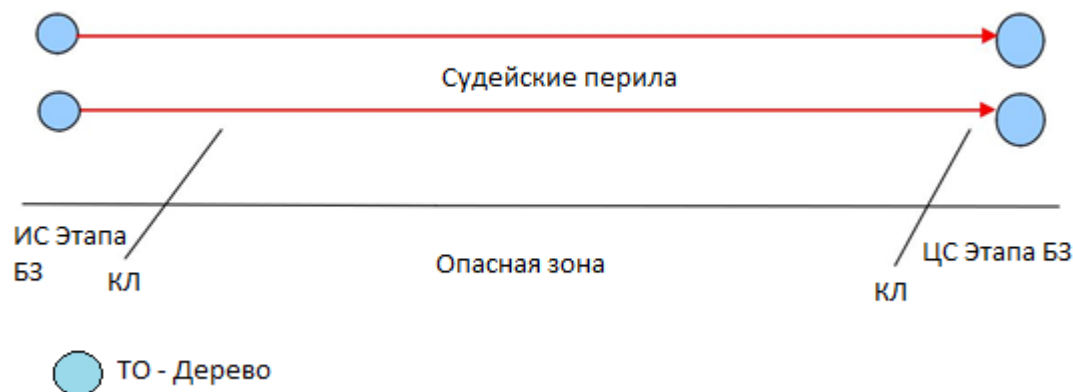 Судейские перила
ИС Этапа
БЗ
КЛ
Опасная зона
ЦС Этапа БЗ
КЛ
ТО - Дерево